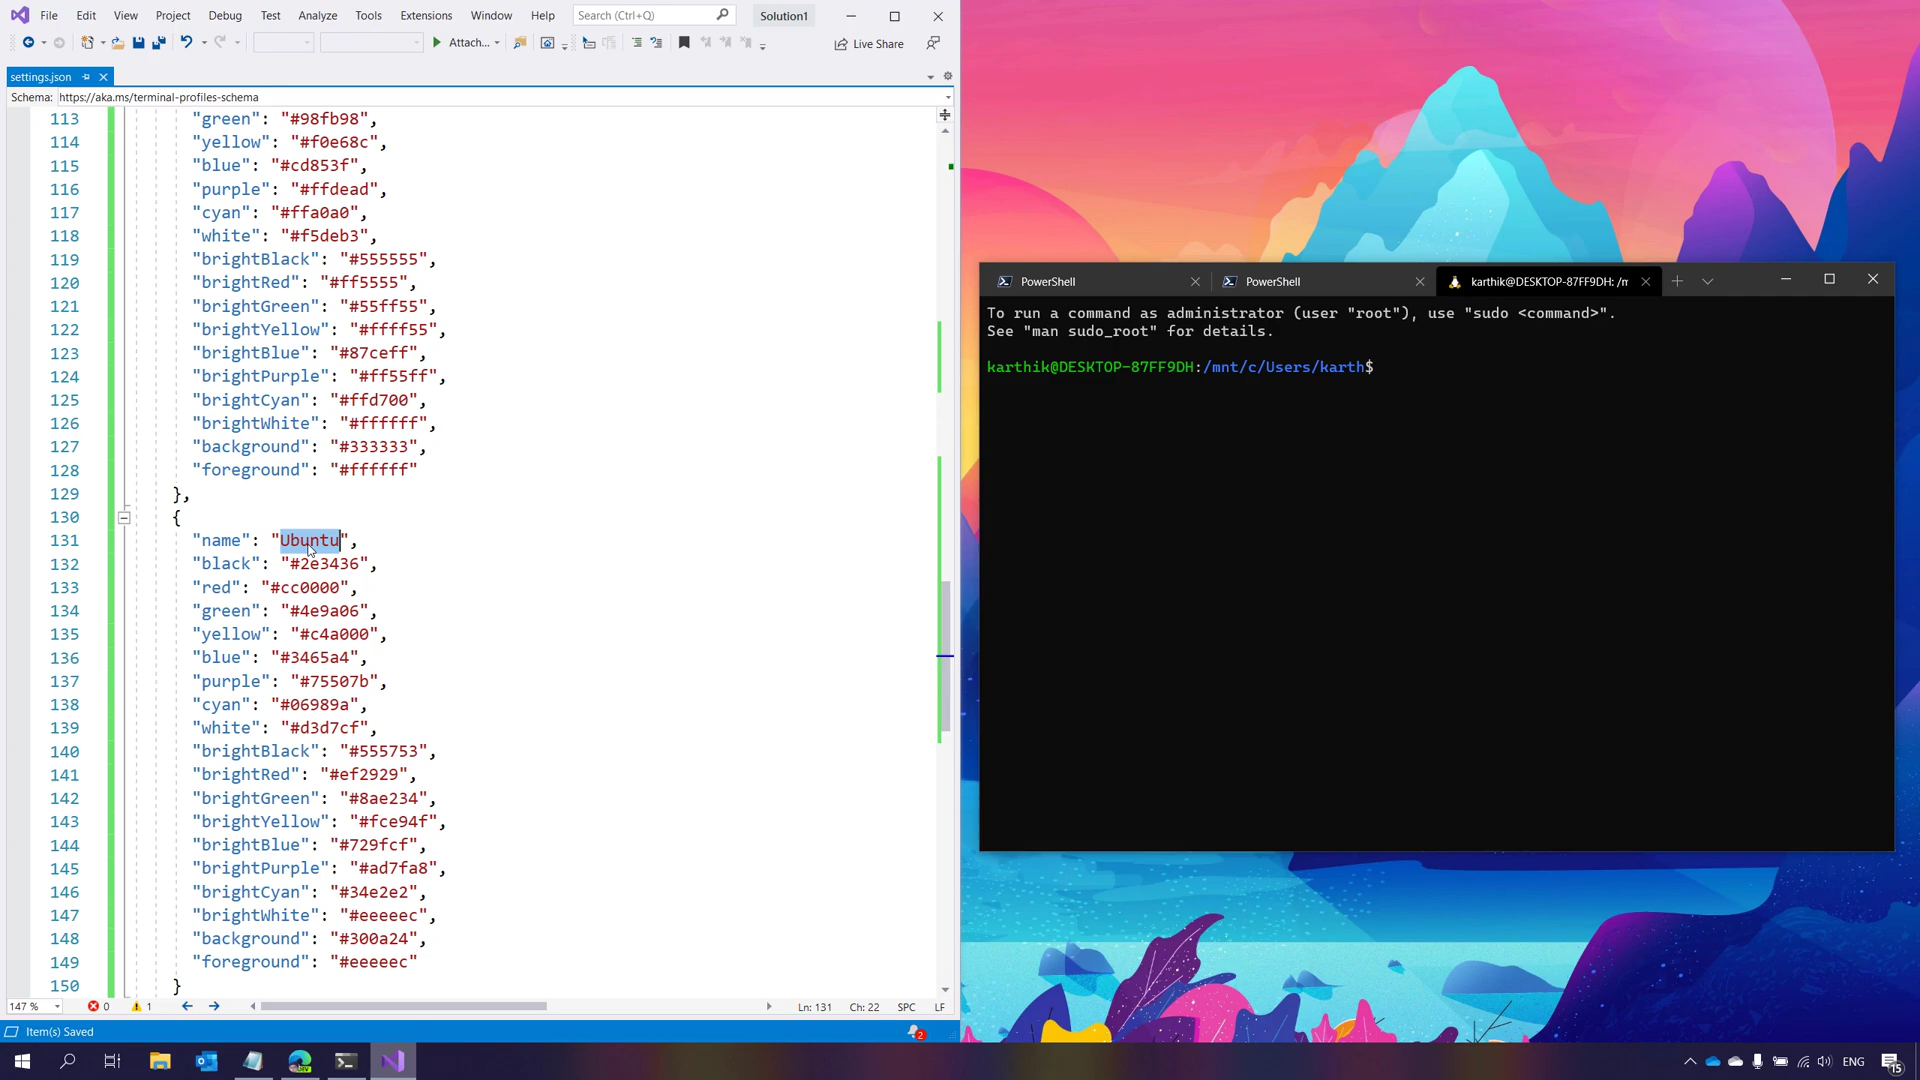 File Edit View Project Debug Test Analyze Tools Extensions Window Help Search (Ctrl+Q) Solution1
Attach... Live Share
settings.json
Schema: https://aka.ms/terminal-profiles-schema
113 "green": "#98fb98",
114 "yellow": "#f0e68c",
115 "blue": "#cd853f",
116 "purple": "#ffdead",
117 "cyan": "#ffa0a0",
118 "white": "#f5deb3",
119 "brightBlack": "#555555",
120 "brightRed": "#ff5555",
121 "brightGreen": "#55ff55",
122 "brightYellow": "#ffff55",
123 "brightBlue": "#87ceff",
124 "brightPurple": "#ff55ff",
125 "brightCyan": "#ffd700",
126 "brightWhite": "#ffffff",
127 "background": "#333333",
128 "foreground": "#ffffff"
129 },
130 {
131 "name": "Ubuntu",
132 "black": "#2e3436",
133 "red": "#cc0000",
134 "green": "#4e9a06",
135 "yellow": "#c4a000",
136 "blue": "#3465a4",
137 "purple": "#75507b",
138 "cyan": "#06989a",
139 "white": "#d3d7cf",
140 "brightBlack": "#555753",
141 "brightRed": "#ef2929",
142 "brightGreen": "#8ae234",
143 "brightYellow": "#fce94f",
144 "brightBlue": "#729fcf",
145 "brightPurple": "#ad7fa8",
146 "brightCyan": "#34e2e2",
147 "brightWhite": "#eeeeec",
148 "background": "#300a24",
149 "foreground": "#eeeeec"
150 }
147 % 0 1 Ln: 131 Ch: 22 SPC LF
Item(s) Saved 2
PowerShell PowerShell karthik@DESKTOP-87FF9DH: /m
To run a command as administrator (user "root"), use "sudo <command>".
See "man sudo_root" for details.
karthik@DESKTOP-87FF9DH:/mnt/c/Users/karth$
DEV
ENG 15